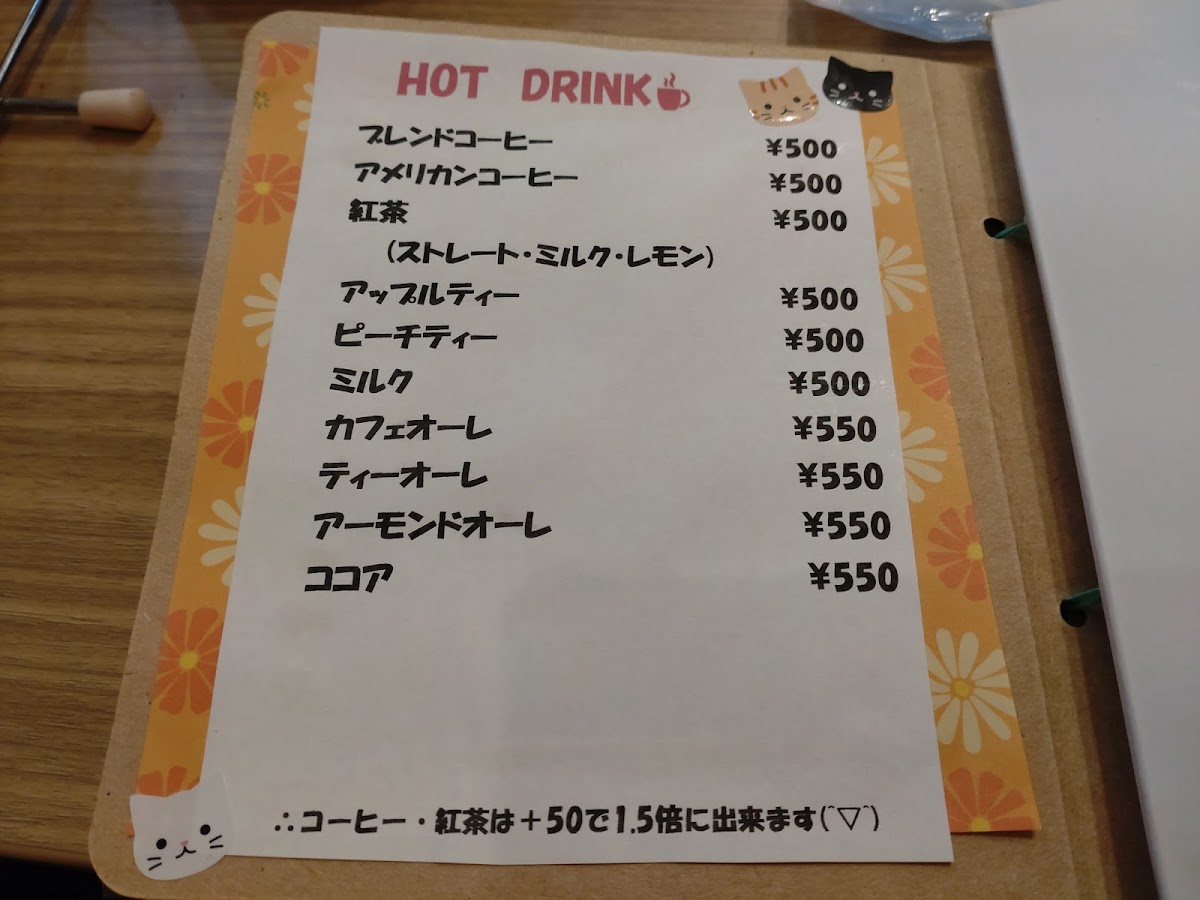 HOT DRINK
ブレンドコーヒー ¥500
アメリカンコーヒー ¥500
紅茶 ¥500
(ストレート・ミルク・レモン)
アップルティー ¥500
ピーチティー ¥500
ミルク ¥500
カフェオーレ ¥550
ティーオーレ ¥550
アーモンドオーレ ¥550
ココア ¥550
∴コーヒー・紅茶は+50で1.5倍に出来ます(¯▽¯)